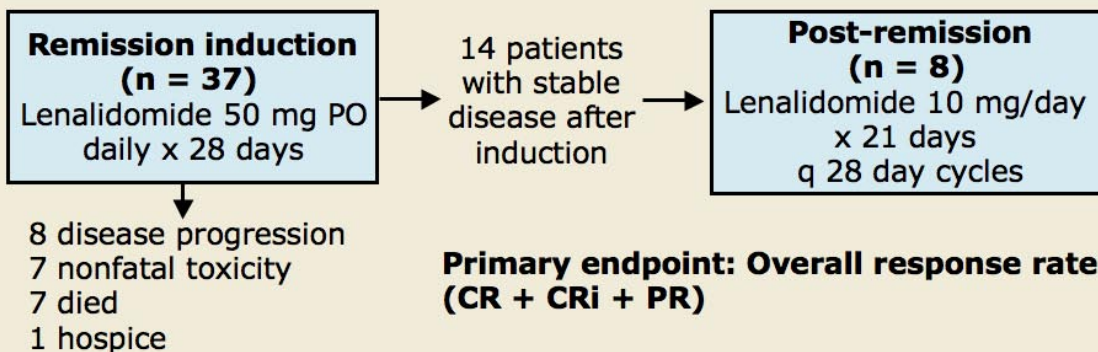 Remission induction
(n = 37)
Lenalidomide 50 mg PO
daily x 28 days
14 patients
with stable
disease after
induction
Post-remission
(n = 8)
Lenalidomide 10 mg/day
x 21 days
q 28 day cycles
8 disease progression
7 nonfatal toxicity
7 died
1 hospice
Primary endpoint: Overall response rate
(CR + CRi + PR)